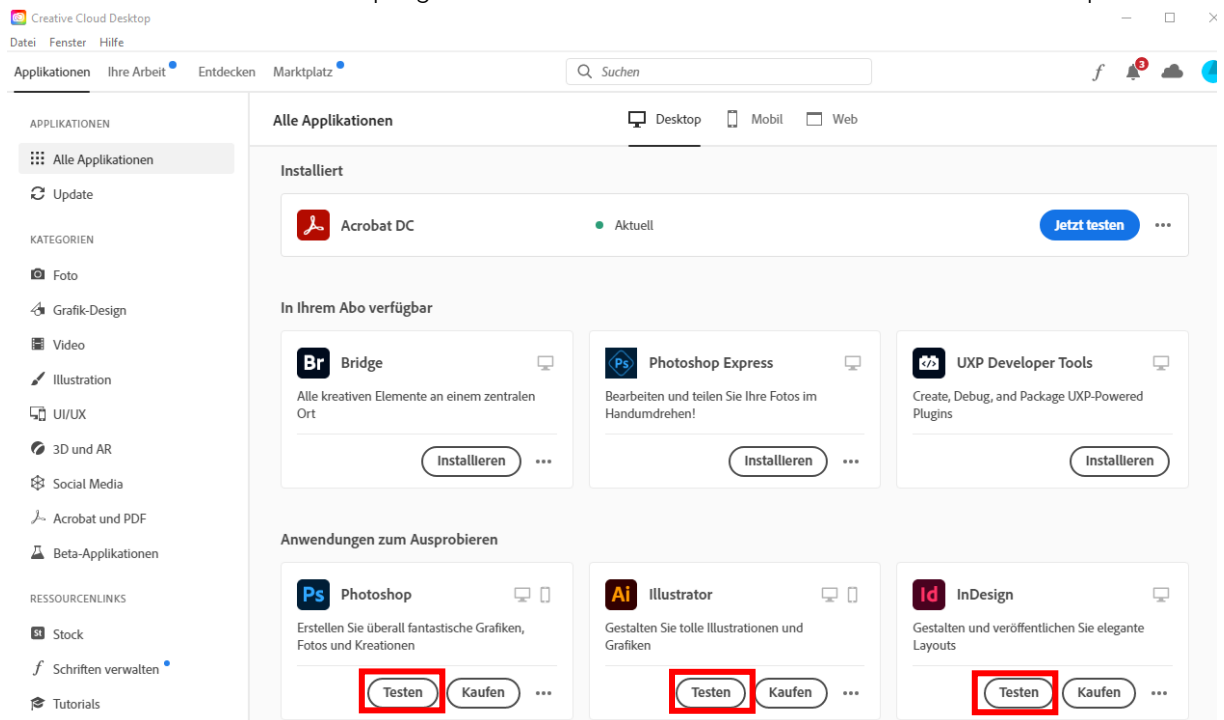 Creative Cloud Desktop
Datei Fenster Hilfe
Applikationen Ihre Arbeit Entdecken Marktplatz Suchen 3
APPLIKATIONEN
Alle Applikationen
Update
KATEGORIEN
Foto
Grafik-Design
Video
Illustration
UI/UX
3D und AR
Social Media
Acrobat und PDF
Beta-Applikationen
RESSOURCENLINKS
Stock
Schriften verwalten
Tutorials
Alle Applikationen Desktop Mobil Web
Installiert
Acrobat DC Aktuell Jetzt testen
In Ihrem Abo verfügbar
Br Bridge
Alle kreativen Elemente an einem zentralen
Ort
Installieren
Ps Photoshop Express
Bearbeiten und teilen Sie Ihre Fotos im
Handumdrehen!
Installieren
UXP Developer Tools
Create, Debug, and Package UXP-Powered
Plugins
Installieren
Anwendungen zum Ausprobieren
Ps Photoshop
Erstellen Sie überall fantastische Grafiken,
Fotos und Kreationen
Testen Kaufen
Ai Illustrator
Gestalten Sie tolle Illustrationen und
Grafiken
Testen Kaufen
Id InDesign
Gestalten und veröffentlichen Sie elegante
Layouts
Testen Kaufen